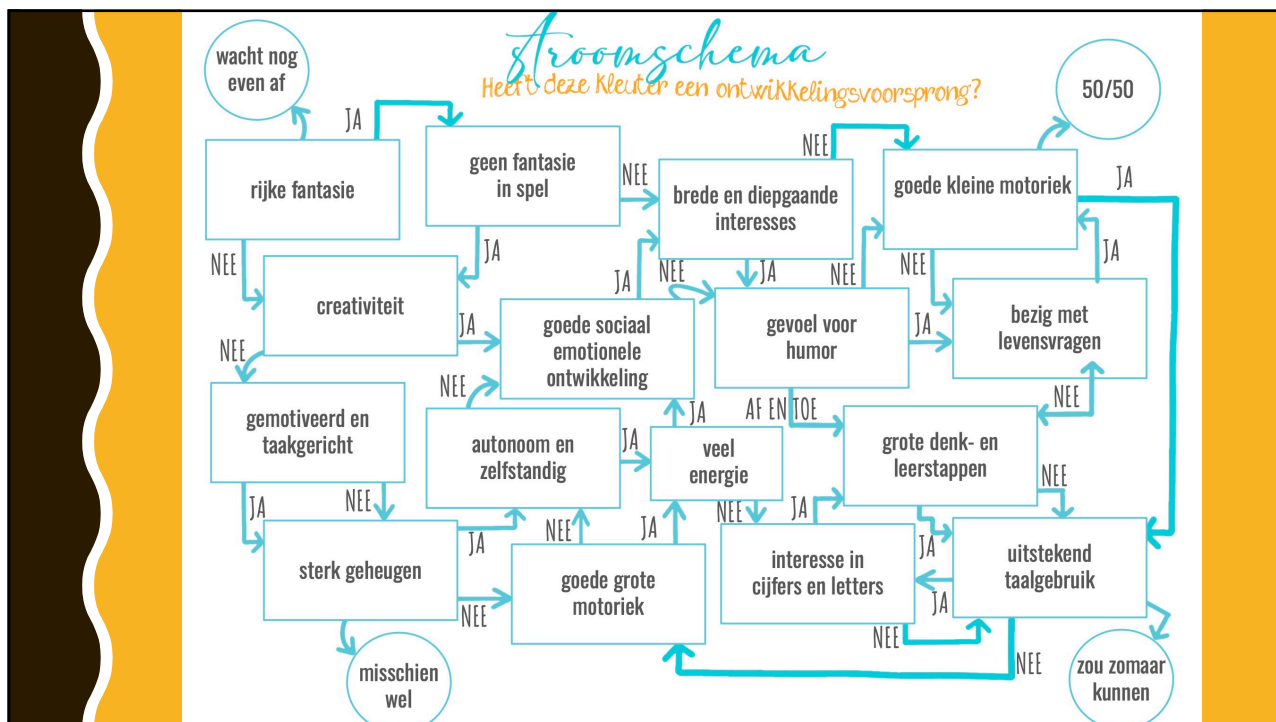 stroomschema
Heeft deze kleuter een ontwikkelingsvoorsprong?
wacht nog
even af
50/50
JA
rijke fantasie
geen fantasie
in spel
NEE
brede en diepgaande
interesses
NEE
goede kleine motoriek
JA
NEE
JA
creativiteit
JA
JA
NEE
JA
NEE
NEE
JA
goede sociaal
emotionele
ontwikkeling
gevoel voor
humor
JA
bezig met
levensvragen
NEE
NEE
AF EN TOE
NEE
gemotiveerd en
taakgericht
autonoom en
zelfstandig
JA
JA
veel
energie
grote denk- en
leerstappen
NEE
JA
NEE
JA
NEE
JA
NEE
JA
sterk geheugen
NEE
goede grote
motoriek
interesse in
cijfers en letters
JA
JA
uitstekend
taalgebruik
NEE
NEE
misschien
wel
zou zomaar
kunnen